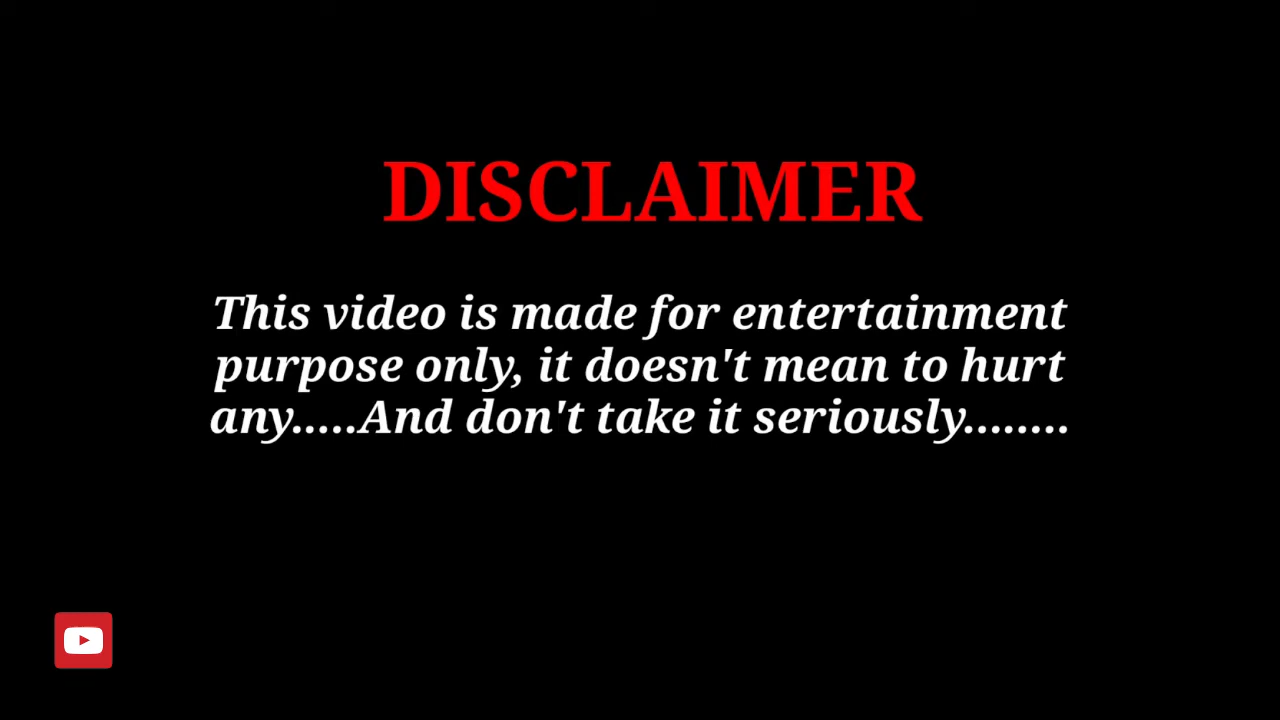 DISCLAIMER
This video is made for entertainment
purpose only, it doesn't mean to hurt
any.....And don't take it seriously........